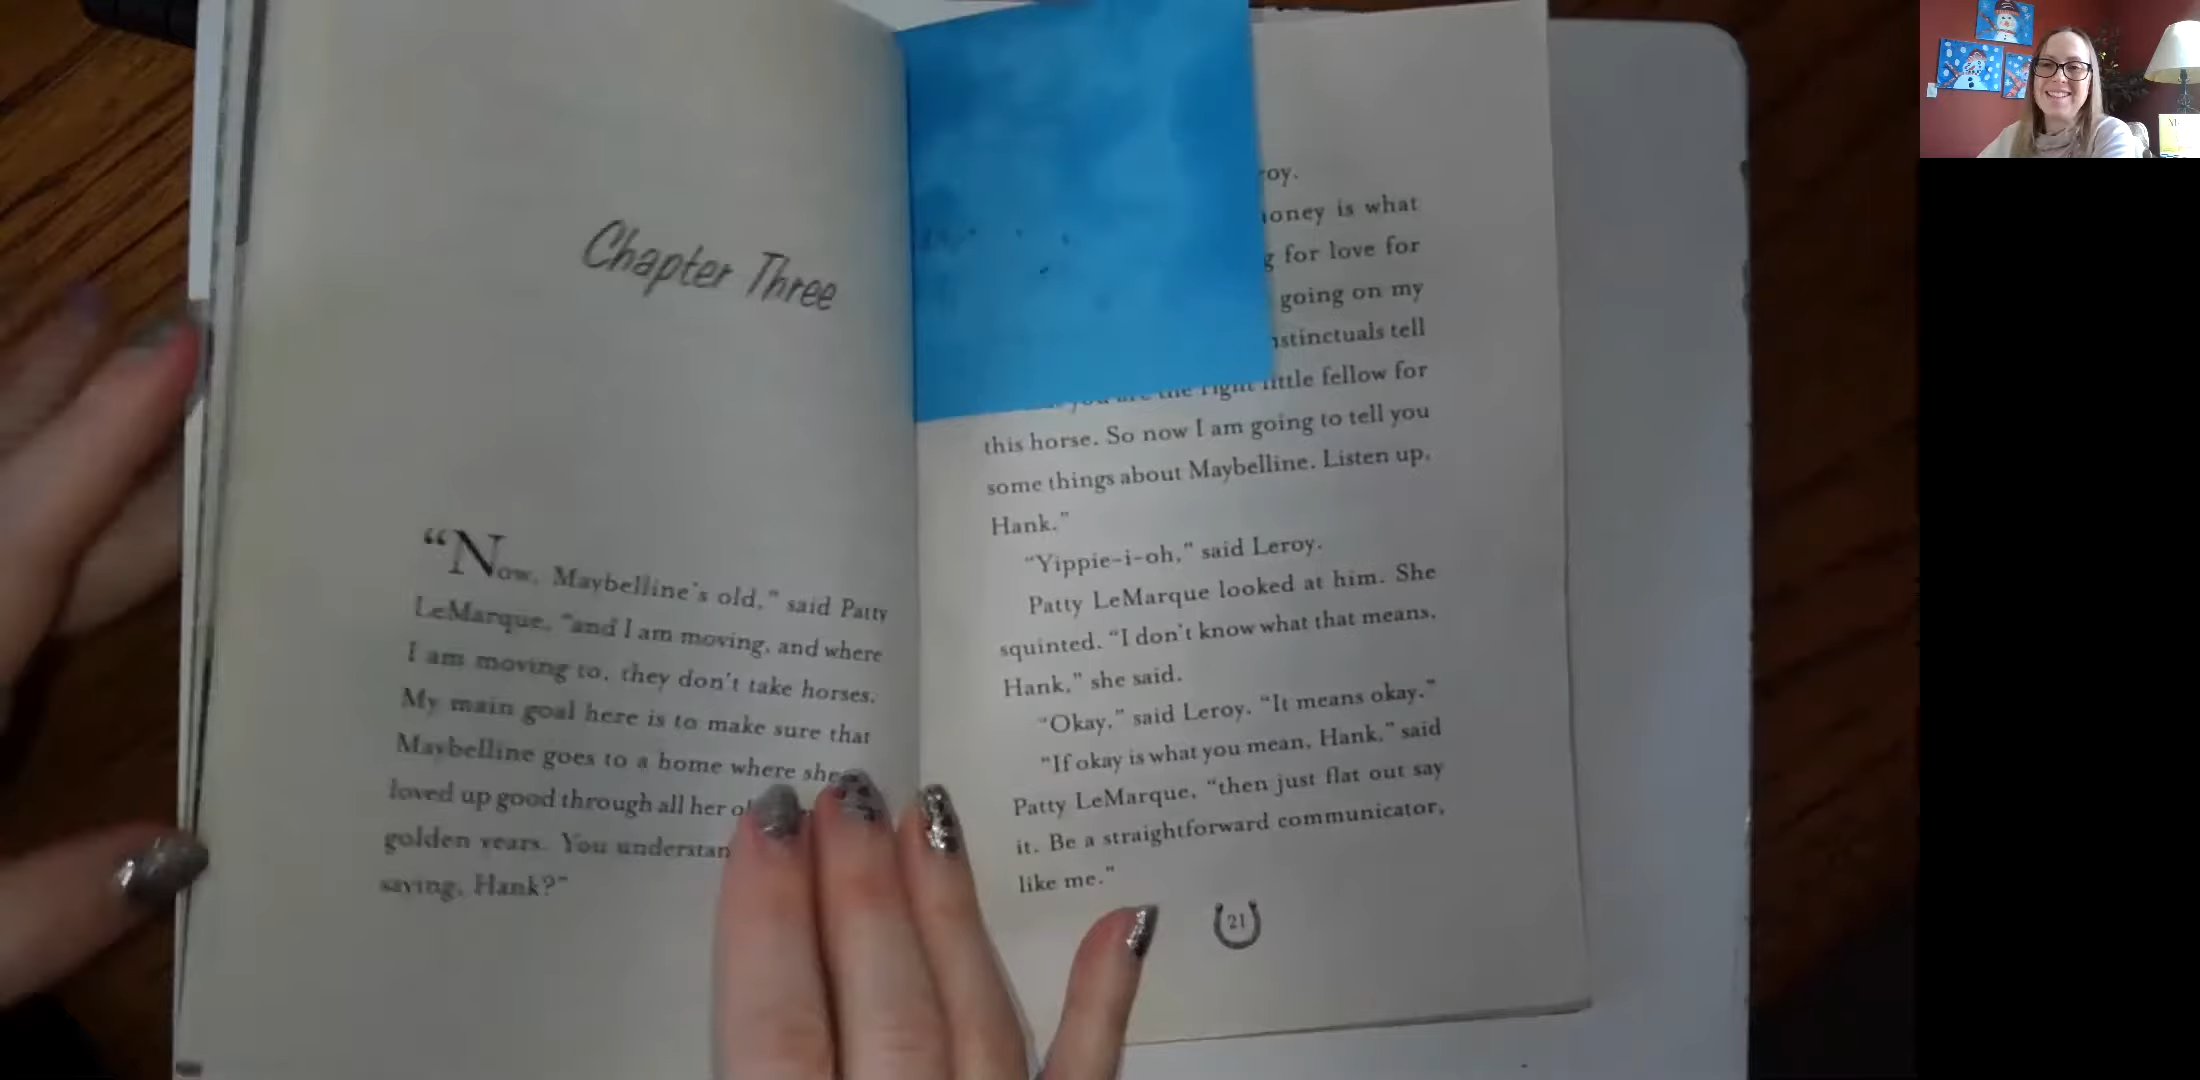 Chapter Three
"Now, Maybelline's old," said Patty
LeMarque, "and I am moving, and where
I am moving to, they don't take horses.
My main goal here is to make sure that
Maybelline goes to a home where she
loved up good through all her
golden years. You
saying, Hank?"
is what
for love for
going on my
tell
the right little fellow for
this horse. So now I am going to tell you
some things about Maybelline. Listen up,
Hank."
"Yippie-i-oh," said Leroy.
Patty LeMarque looked at him. She
squinted. "I don't know what that means,
Hank," she said.
"Okay," said Leroy. "It means okay."
"If okay is what you mean, Hank," said
Patty LeMarque, "then just flat out say
it. Be a straightforward communicator,
like me."
21